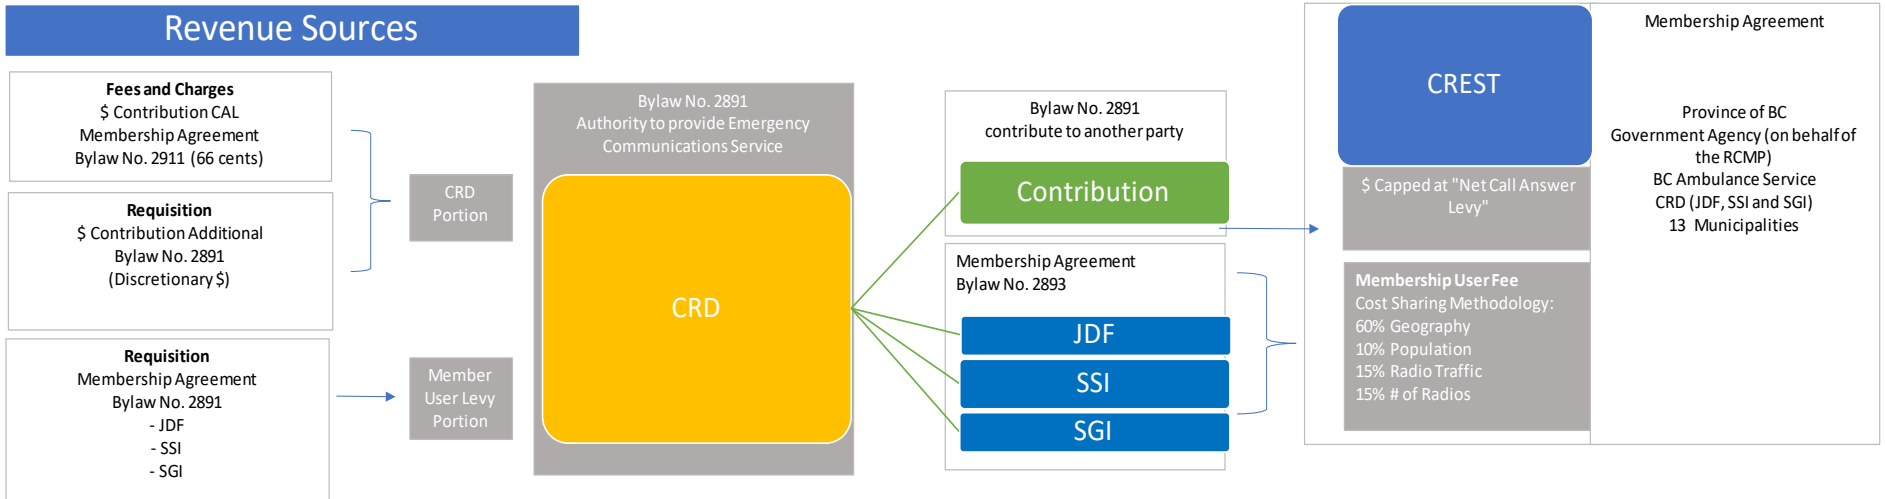 Revenue Sources
Fees and Charges
$ Contribution CAL
Membership Agreement
Bylaw No. 2911 (66 cents)
Requisition
$ Contribution Additional
Bylaw No. 2891
(Discretionary $)
Requisition
Membership Agreement
Bylaw No. 2891
- JDF
- SSI
- SGI
CRD
Portion
Member
User Levy
Portion
Bylaw No. 2891
Authority to provide Emergency
Communications Service
CRD
Bylaw No. 2891
contribute to another party
Contribution
Membership Agreement
Bylaw No. 2893
JDF
SSI
SGI
CREST
$ Capped at "Net Call Answer
Levy"
Membership User Fee
Cost Sharing Methodology:
60% Geography
10% Population
15% Radio Traffic
15% # of Radios
Membership Agreement
Province of BC
Government Agency (on behalf of
the RCMP)
BC Ambulance Service
CRD (JDF, SSI and SGI)
13 Municipalities